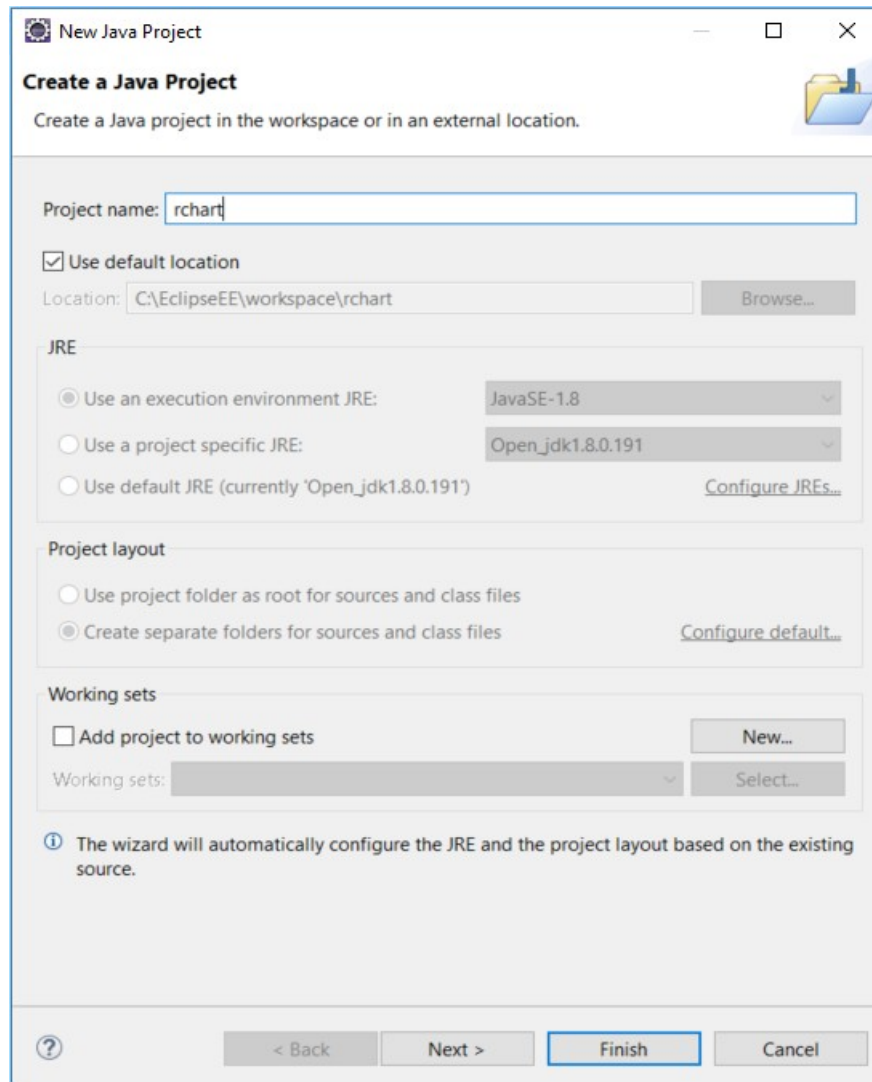 New Java Project
Create a Java Project
Create a Java project in the workspace or in an external location.
Project name: rchart
Use default location
Location: C:\EclipseEE\workspace\rchart Browse...
JRE
Use an execution environment JRE: JavaSE-1.8
Use a project specific JRE: Open_jdk1.8.0.191
Use default JRE (currently 'Open_jdk1.8.0.191') Configure JREs...
Project layout
Use project folder as root for sources and class files
Create separate folders for sources and class files Configure default...
Working sets
Add project to working sets New...
Working sets: Select...
The wizard will automatically configure the JRE and the project layout based on the existing
source.
< Back Next > Finish Cancel